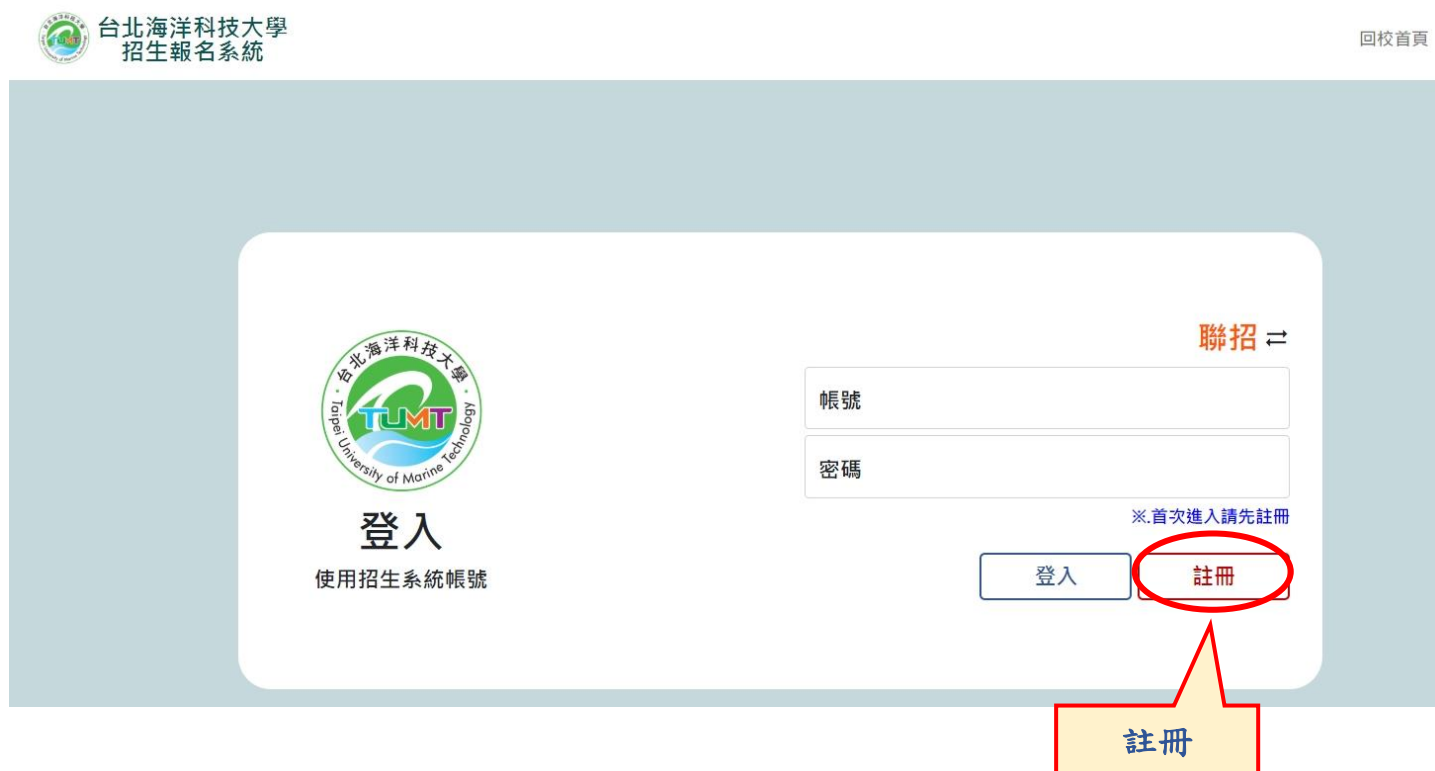 台北海洋科技大學
招生報名系統
回校首頁
聯招
台北海洋科技大學
TUMT
Taipei University of Marine Technology
帳號
密碼
※.首次進入請先註冊
登入
使用招生系統帳號
登入
註冊
註冊